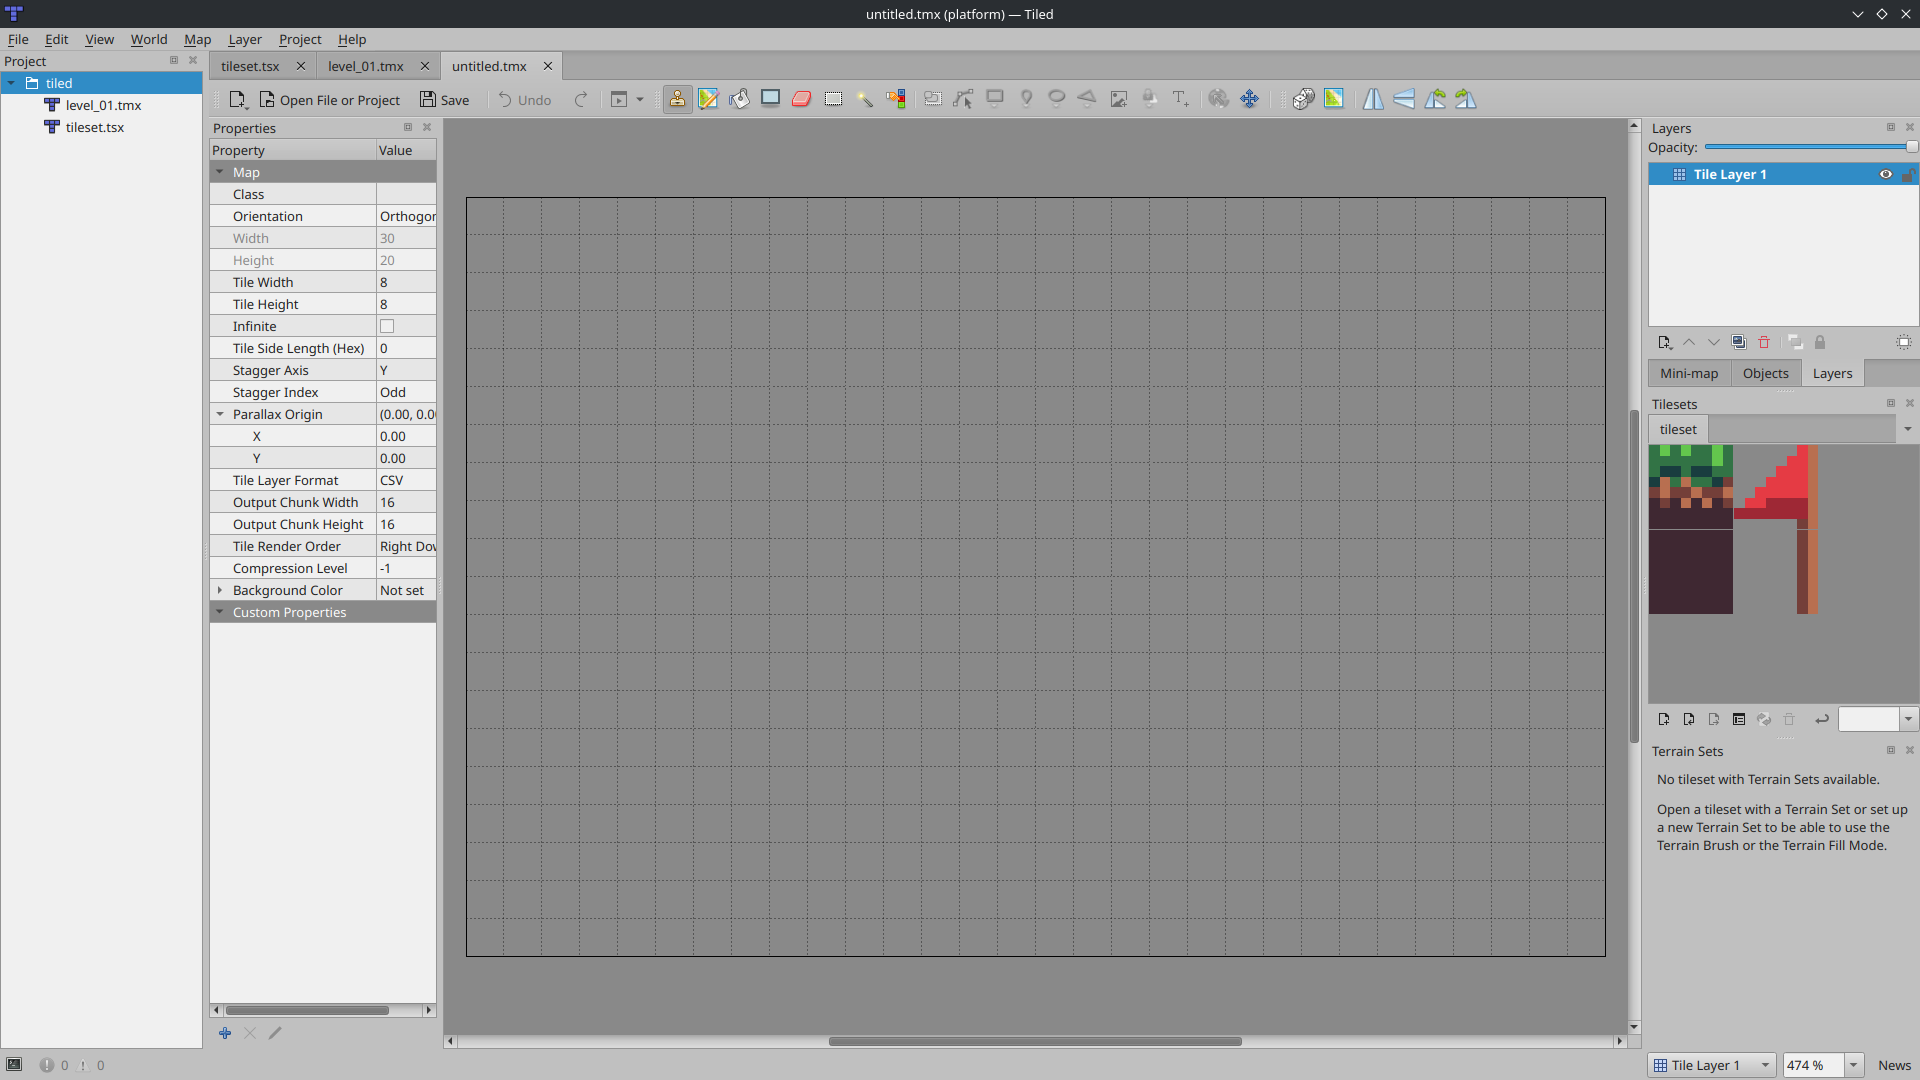 untitled.tmx (platform) — Tiled
File Edit View World Map Layer Project Help
Project
tiled
level_01.tmx
tileset.tsx
tileset.tsx level_01.tmx untitled.tmx
Open File or Project Save Undo
Properties
Property Value
Map
Class
Orientation Orthogon
Width 30
Height 20
Tile Width 8
Tile Height 8
Infinite
Tile Side Length (Hex) 0
Stagger Axis Y
Stagger Index Odd
Parallax Origin (0.00, 0.00
X 0.00
Y 0.00
Tile Layer Format CSV
Output Chunk Width 16
Output Chunk Height 16
Tile Render Order Right Dow
Compression Level -1
Background Color Not set
Custom Properties
Layers
Opacity:
Tile Layer 1
Mini-map Objects Layers
Tilesets
tileset
Terrain Sets
No tileset with Terrain Sets available.
Open a tileset with a Terrain Set or set up
a new Terrain Set to be able to use the
Terrain Brush or the Terrain Fill Mode.
0 0
Tile Layer 1 474 % News